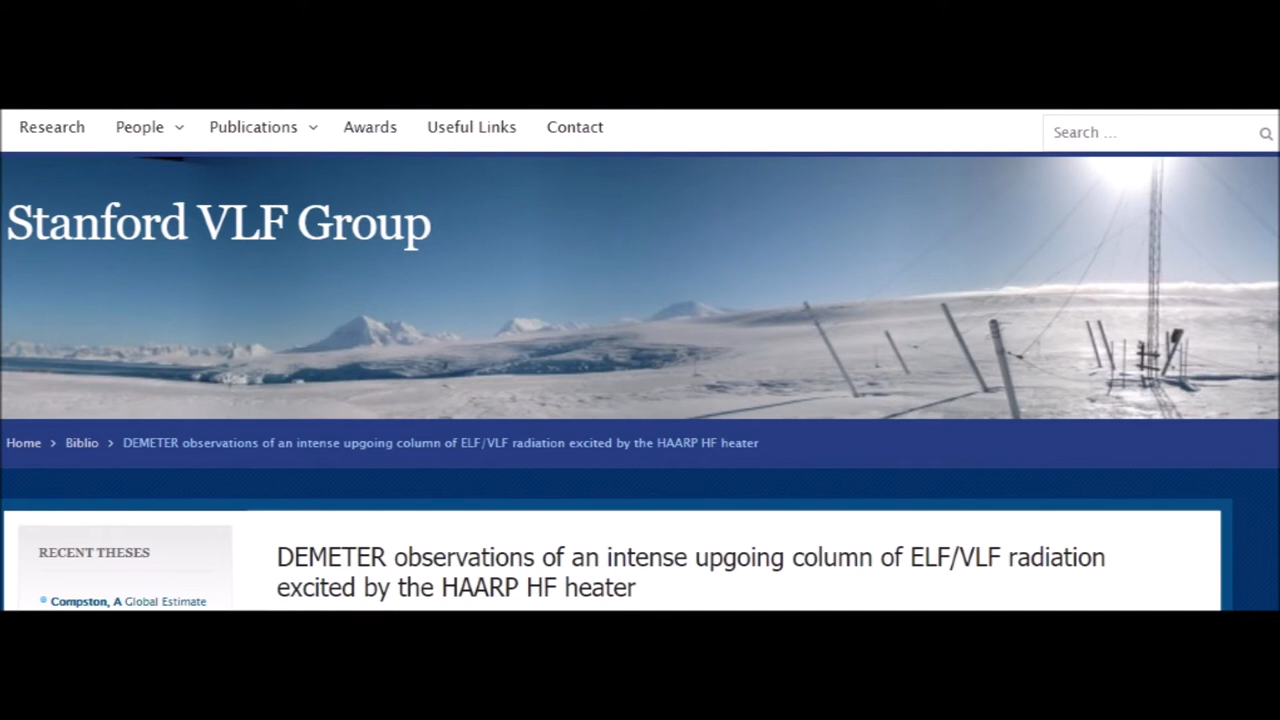 Research People Publications Awards Useful Links Contact Search ...
Stanford VLF Group
Home > Biblio > DEMETER observations of an intense upgoing column of ELF/VLF radiation excited by the HAARP HF heater
RECENT THESES
Compston, A Global Estimate
DEMETER observations of an intense upgoing column of ELF/VLF radiation
excited by the HAARP HF heater